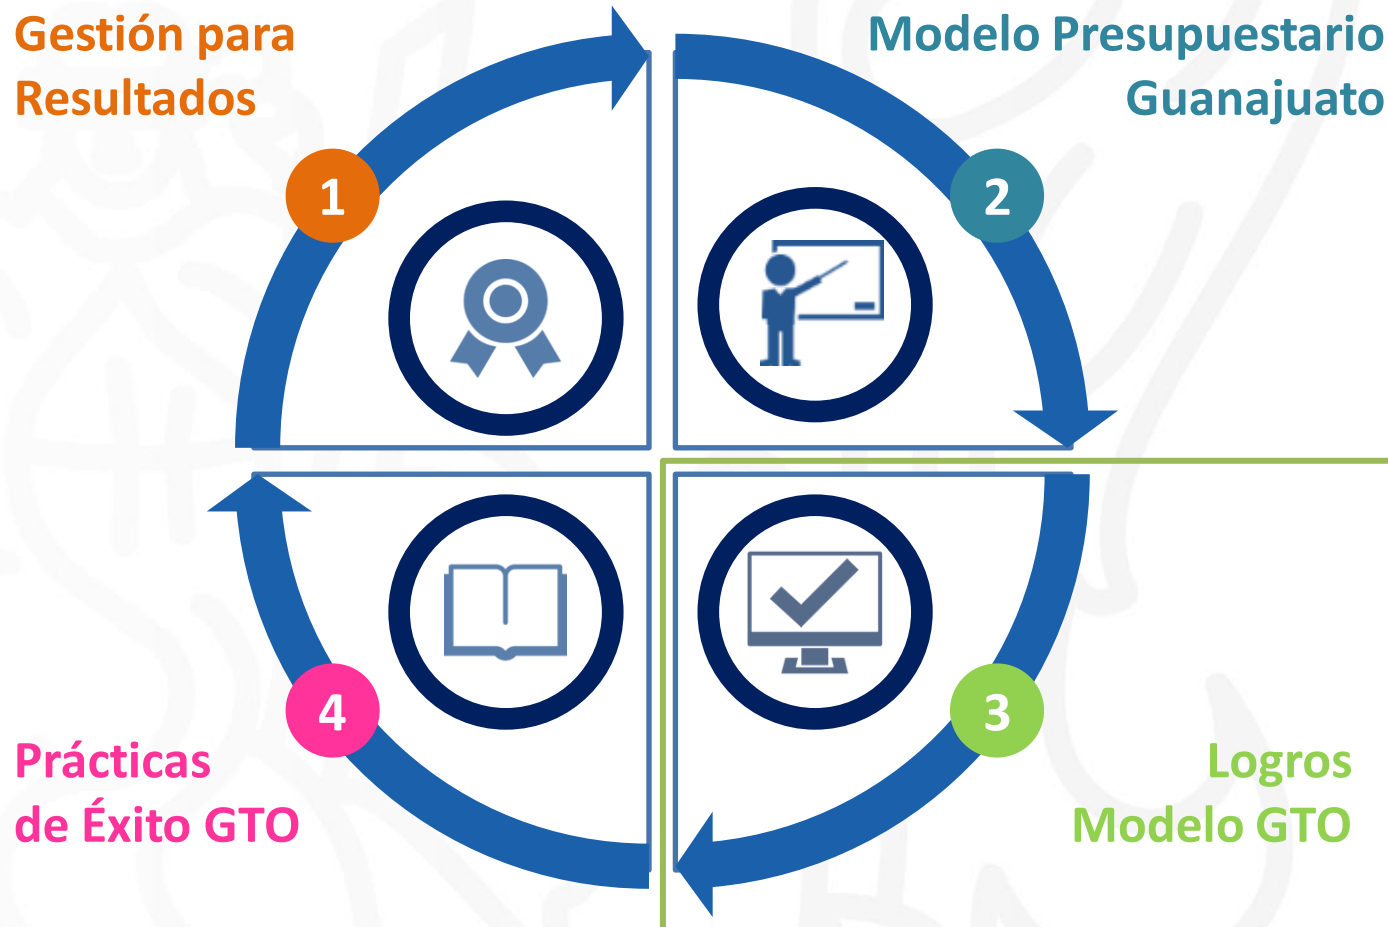 Gestión para
Resultados
1
Modelo Presupuestario
Guanajuato
2
Logros
Modelo GTO
3
Prácticas
de Éxito GTO
4